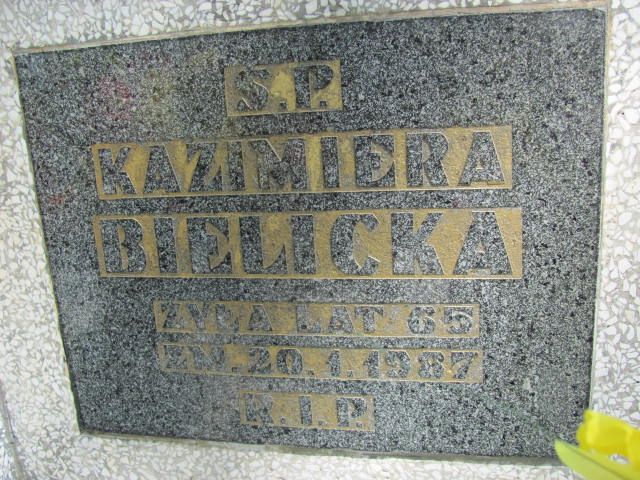 Ś.P.
KAZIMIERA
BIELICKA
ŻYŁA LAT 65
ZM. 20.1.1987
R.I.P.